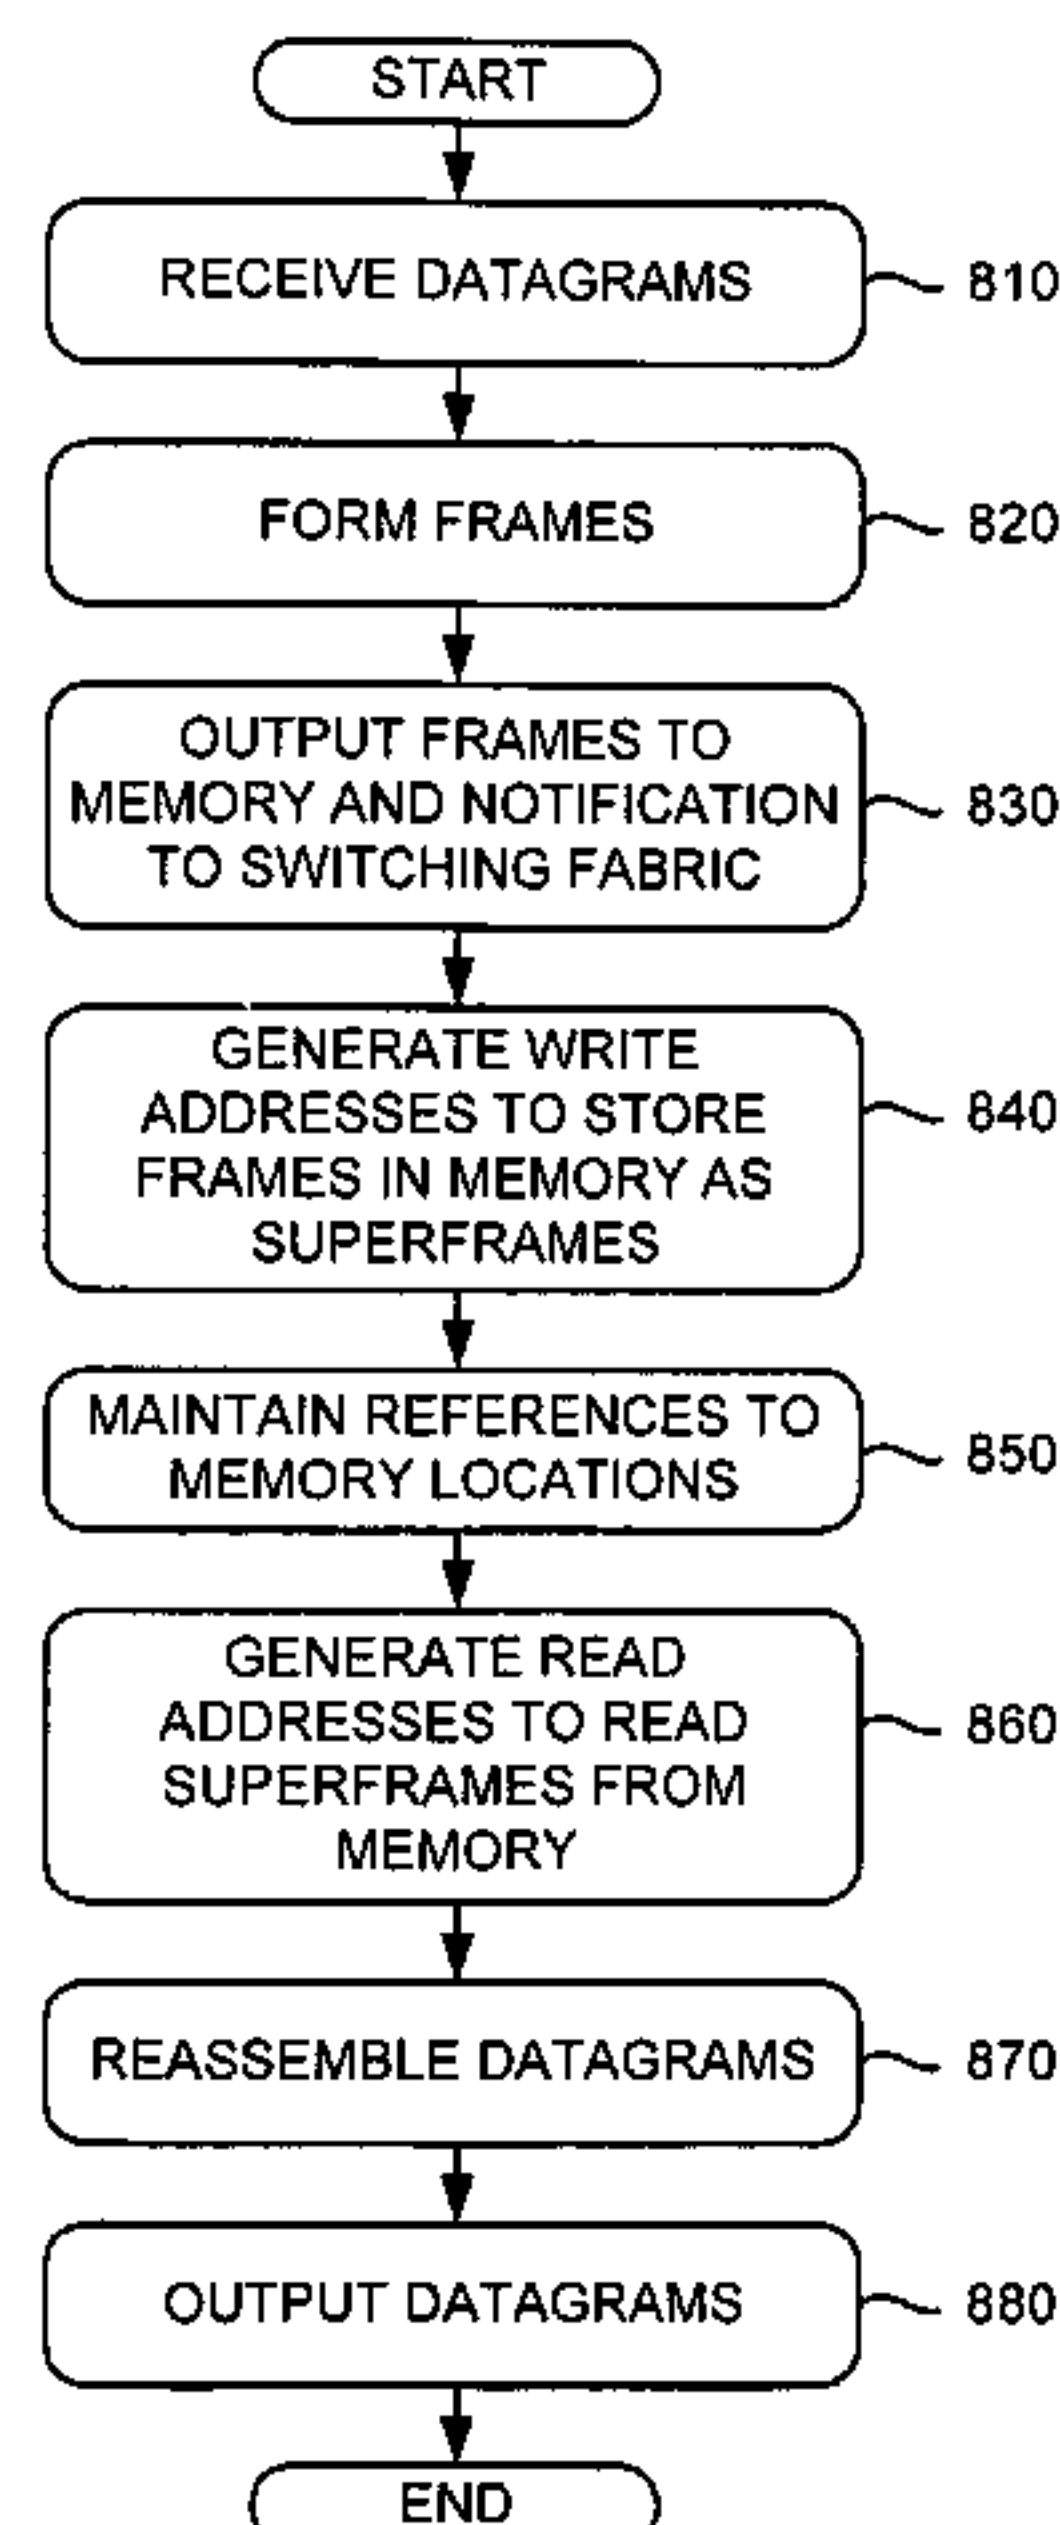 START
RECEIVE DATAGRAMS
810
FORM FRAMES
820
OUTPUT FRAMES TO
MEMORY AND NOTIFICATION
TO SWITCHING FABRIC
830
GENERATE WRITE
ADDRESSES TO STORE
FRAMES IN MEMORY AS
SUPERFRAMES
840
MAINTAIN REFERENCES TO
MEMORY LOCATIONS
850
GENERATE READ
ADDRESSES TO READ
SUPERFRAMES FROM
MEMORY
860
REASSEMBLE DATAGRAMS
870
OUTPUT DATAGRAMS
880
END